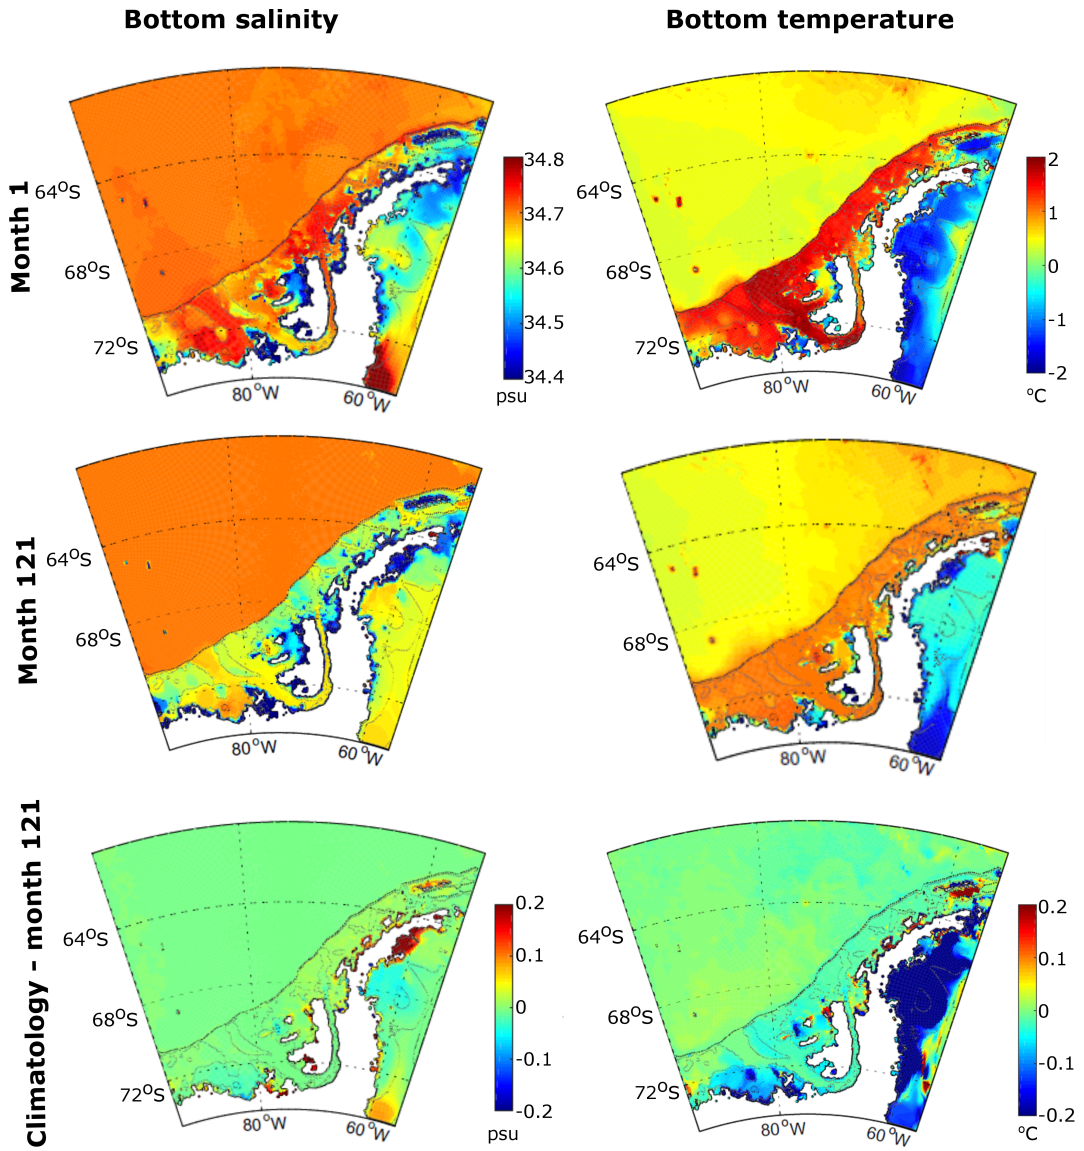 Bottom salinity
Bottom temperature
Month 1
64°S
68°S
72°S
80°W
60°W
34.8
34.7
34.6
34.5
34.4
psu
64°S
68°S
72°S
80°W
60°W
2
1
0
-1
-2
°C
Month 121
64°S
68°S
80°W
60°W
64°S
68°S
80°W
60°W
Climatology - month 121
64°S
68°S
72°S
80°W
60°W
0.2
0.1
0
-0.1
-0.2
psu
64°S
68°S
72°S
80°W
60°W
0.2
0.1
0
-0.1
-0.2
°C